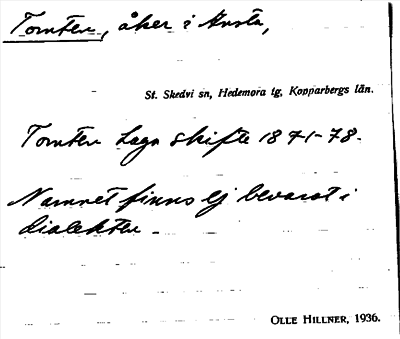 Tomten, åker i Knsta,
St. Skedvi sn, Hedemora tg, Kopparbergs län.
Tomten Laga skifte 1871-78.
Namnet finns ej bevarat i
dialekten.
OLLE HILLNER, 1936.